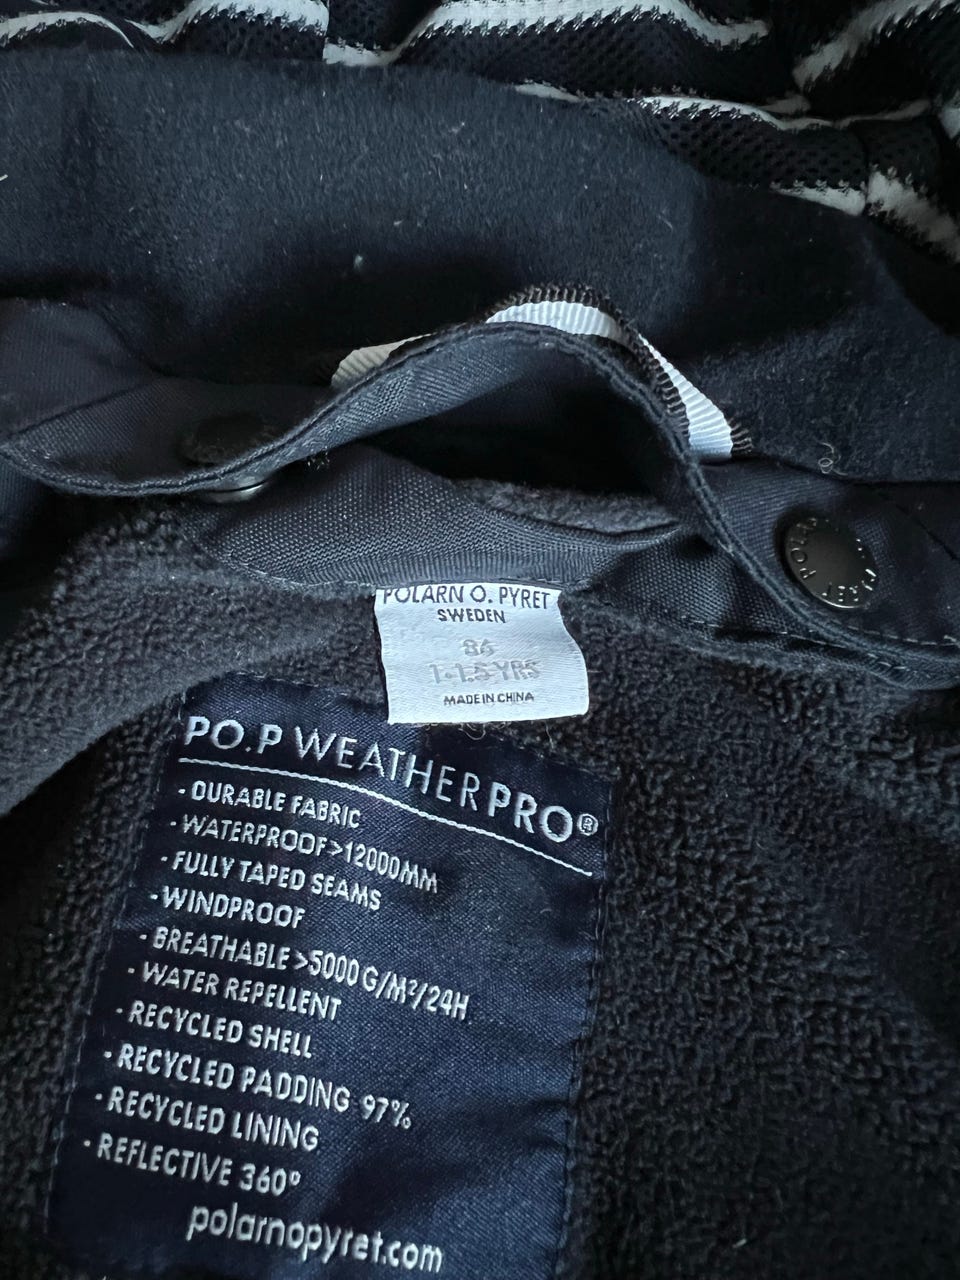 POLARN O. PYRET
SWEDEN
86
1-1.5 YRS
MADE IN CHINA
PO.P WEATHERPRO®
- DURABLE FABRIC
- WATERPROOF >12000MM
- FULLY TAPED SEAMS
- WINDPROOF
- BREATHABLE >5000 G/M²/24H
- WATER REPELLENT
- RECYCLED SHELL
- RECYCLED PADDING 97%
- RECYCLED LINING
- REFLECTIVE 360°
polarnopyret.com